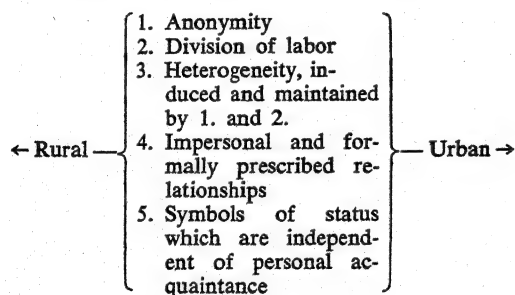 1. Anonymity
2. Division of labor
3. Heterogeneity, in-
duced and maintained
by 1. and 2.
← Rural — 4. Impersonal and for- — Urban →
mally prescribed re-
lationships
5. Symbols of status
which are independ-
ent of personal ac-
quaintance